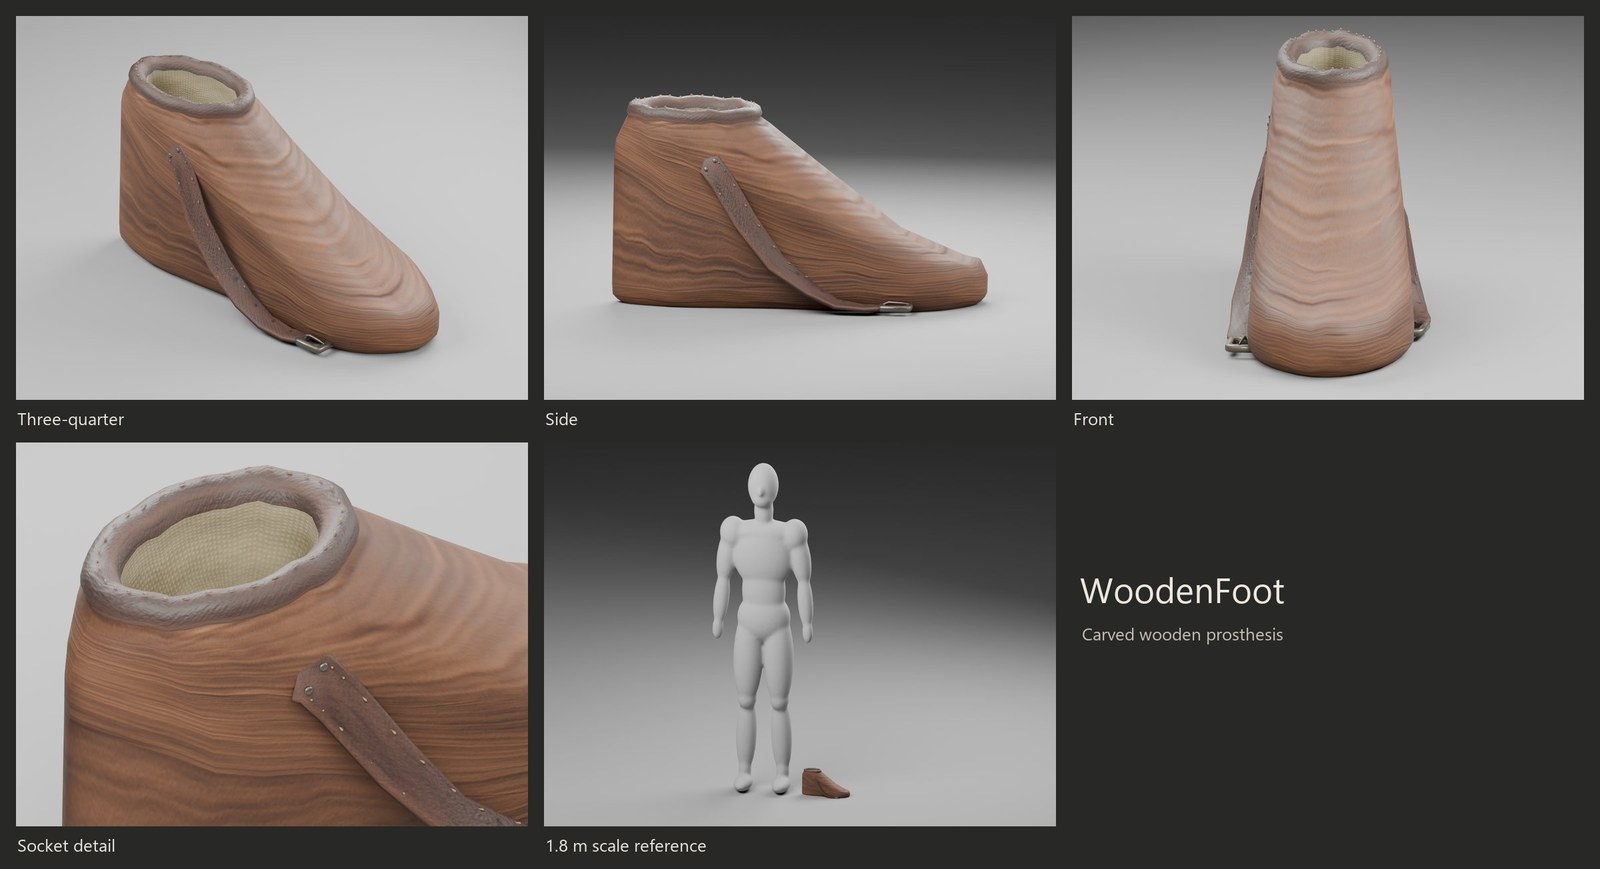 Three-quarter
Side
Front
Socket detail
1.8 m scale reference
WoodenFoot
Carved wooden prosthesis